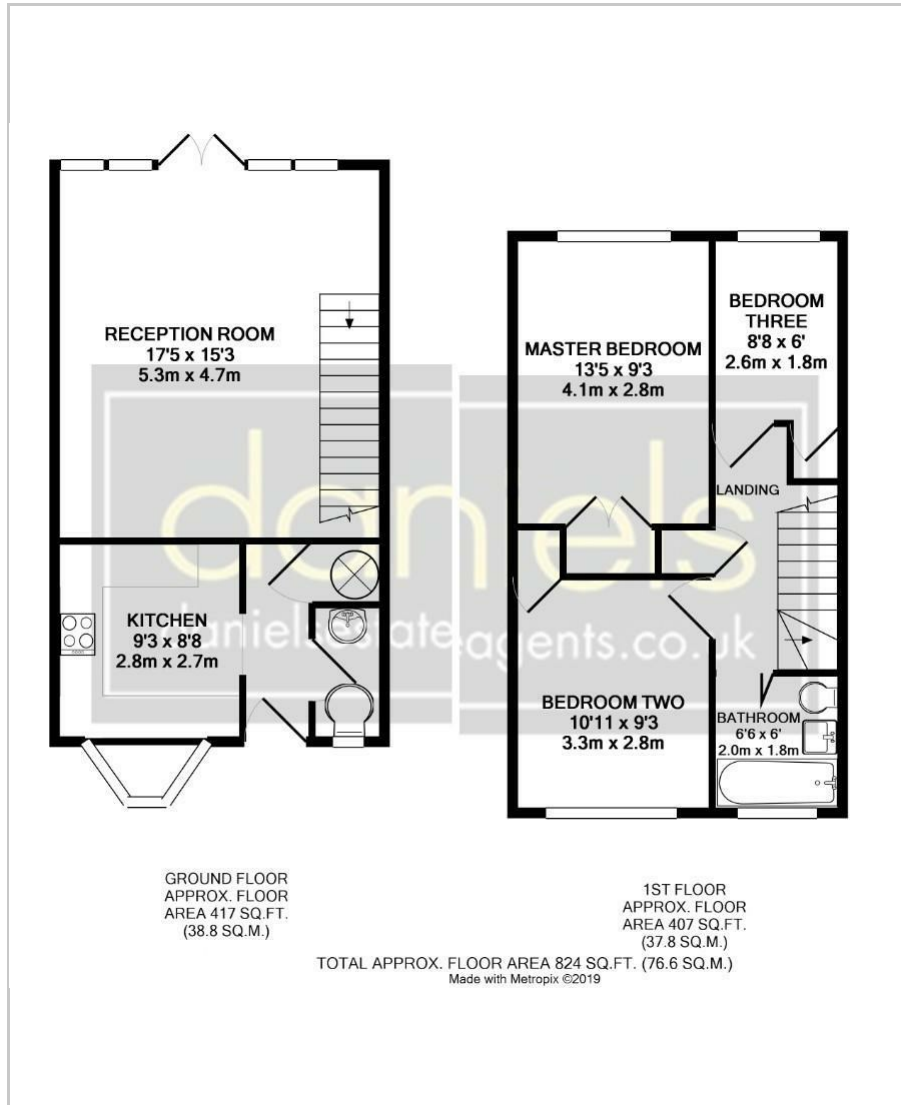 RECEPTION ROOM
17'5 x 15'3
5.3m x 4.7m
KITCHEN
9'3 x 8'8
2.8m x 2.7m
MASTER BEDROOM
13'5 x 9'3
4.1m x 2.8m
BEDROOM
THREE
8'8 x 6'
2.6m x 1.8m
LANDING
BEDROOM TWO
10'11 x 9'3
3.3m x 2.8m
BATHROOM
6'6 x 6'
2.0m x 1.8m
daniels
danielsestateagents.co.uk
GROUND FLOOR
APPROX. FLOOR
AREA 417 SQ.FT.
(38.8 SQ.M.)
1ST FLOOR
APPROX. FLOOR
AREA 407 SQ.FT.
(37.8 SQ.M.)
TOTAL APPROX. FLOOR AREA 824 SQ.FT. (76.6 SQ.M.)
Made with Metropix ©2019